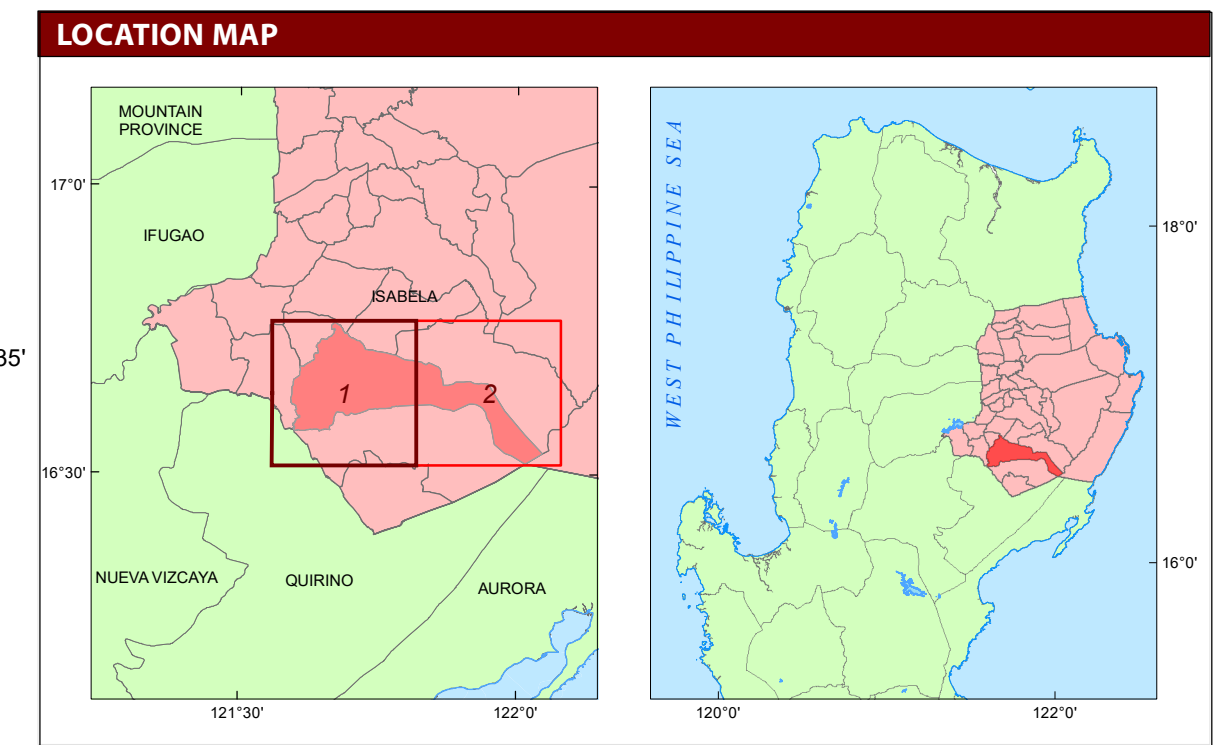 LOCATION MAP
MOUNTAIN
PROVINCE
17°0'
IFUGAO
ISABELA
1
2
16°30'
NUEVA VIZCAYA
QUIRINO
AURORA
121°30'
122°0'
WEST PHILIPPINE SEA
18°0'
16°0'
120°0'
122°0'
35'